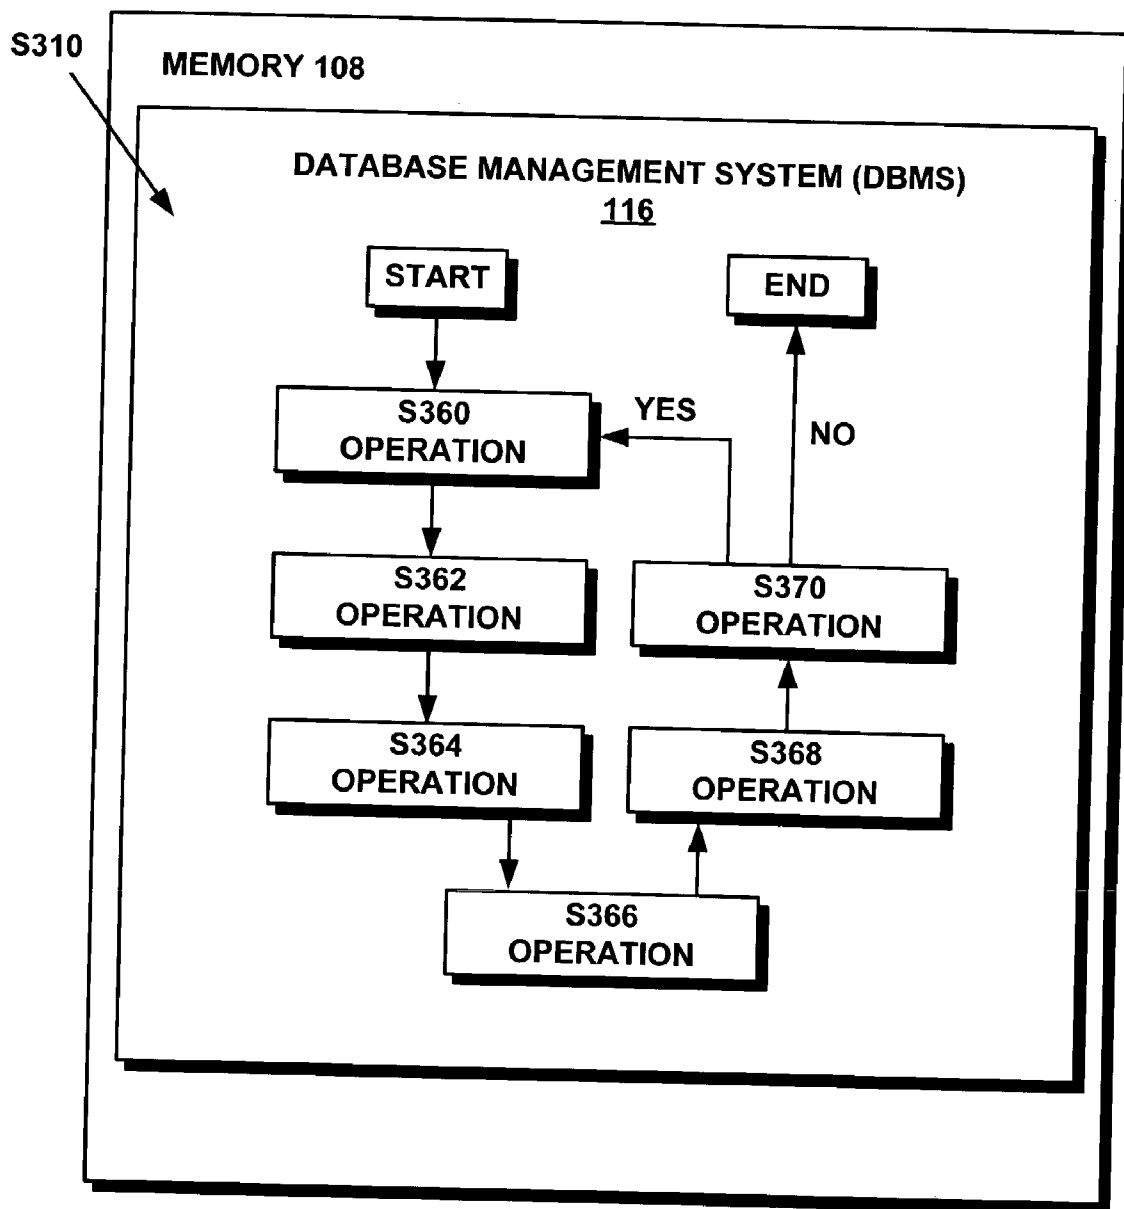 S310
MEMORY 108
DATABASE MANAGEMENT SYSTEM (DBMS)
116
START
END
S360
OPERATION
YES
NO
S362
OPERATION
S370
OPERATION
S364
OPERATION
S368
OPERATION
S366
OPERATION